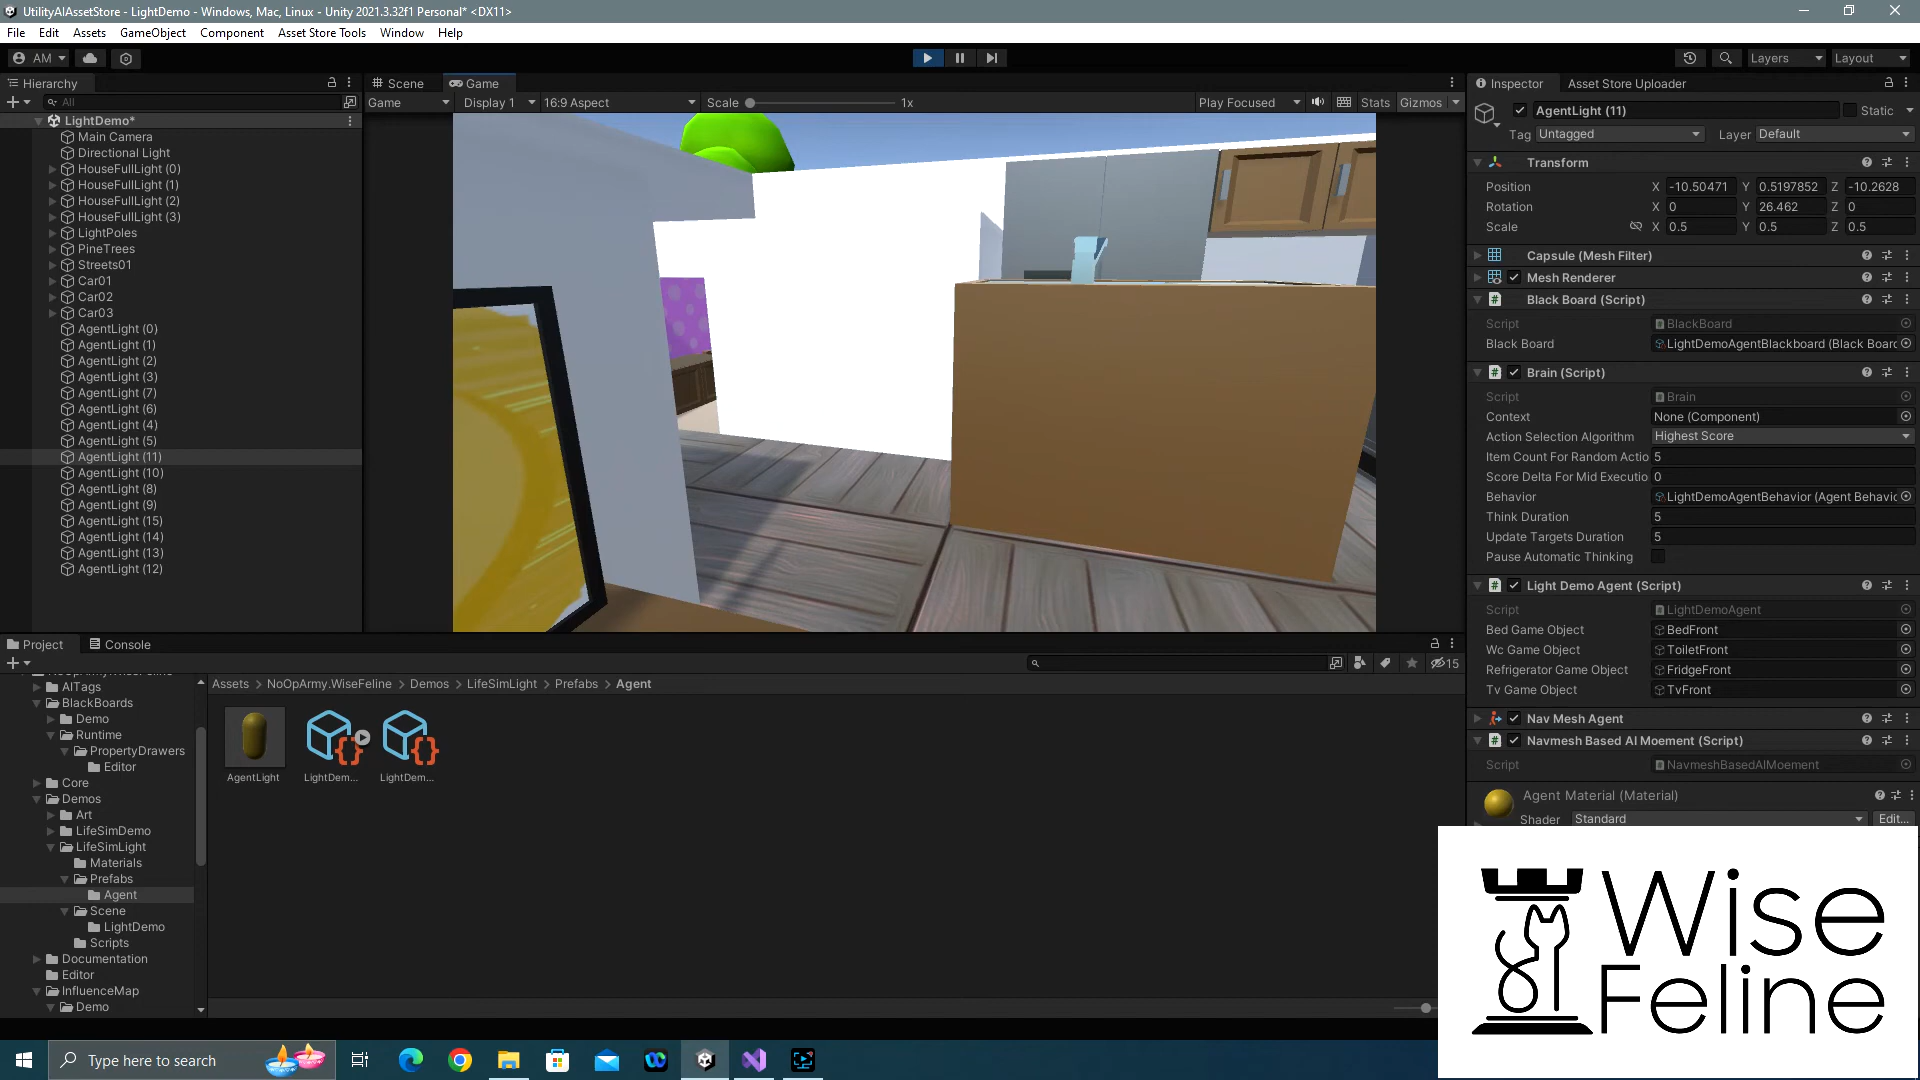 UtilityAIAssetStore - LightDemo - Windows, Mac, Linux - Unity 2021.3.32f1 Personal* <DX11>
File Edit Assets GameObject Component Asset Store Tools Window Help
AM Layers Layout
Hierarchy
All
LightDemo*
Main Camera
Directional Light
HouseFullLight (0)
HouseFullLight (1)
HouseFullLight (2)
HouseFullLight (3)
LightPoles
PineTrees
Streets01
Car01
Car02
Car03
AgentLight (0)
AgentLight (1)
AgentLight (2)
AgentLight (3)
AgentLight (7)
AgentLight (6)
AgentLight (4)
AgentLight (5)
AgentLight (11)
AgentLight (10)
AgentLight (8)
AgentLight (9)
AgentLight (15)
AgentLight (14)
AgentLight (13)
AgentLight (12)
Scene Game
Game Display 1 16:9 Aspect Scale 1x Play Focused Stats Gizmos
Inspector Asset Store Uploader
AgentLight (11) Static
Tag Untagged Layer Default
Transform
Position X -10.50471 Y 0.5197852 Z -10.2628
Rotation X 0 Y 26.462 Z 0
Scale X 0.5 Y 0.5 Z 0.5
Capsule (Mesh Filter)
Mesh Renderer
Black Board (Script)
Script BlackBoard
Black Board LightDemoAgentBlackboard (Black Board
Brain (Script)
Script Brain
Context None (Component)
Action Selection Algorithm Highest Score
Item Count For Random Actio 5
Score Delta For Mid Executio 0
Behavior LightDemoAgentBehavior (Agent Behavio
Think Duration 5
Update Targets Duration 5
Pause Automatic Thinking
Light Demo Agent (Script)
Script LightDemoAgent
Bed Game Object BedFront
Wc Game Object ToiletFront
Refrigerator Game Object FridgeFront
Tv Game Object TvFront
Nav Mesh Agent
Navmesh Based AI Moement (Script)
Script NavmeshBasedAIMoement
Agent Material (Material)
Shader Standard Edit...
Project Console
15
AITags
BlackBoards
Demo
Runtime
PropertyDrawers
Editor
Core
Demos
Art
LifeSimDemo
LifeSimLight
Materials
Prefabs
Agent
Scene
LightDemo
Scripts
Documentation
Editor
InfluenceMap
Demo
Assets > NoOpArmy.WiseFeline > Demos > LifeSimLight > Prefabs > Agent
AgentLight LightDem... LightDem...
Wise
Feline
Type here to search